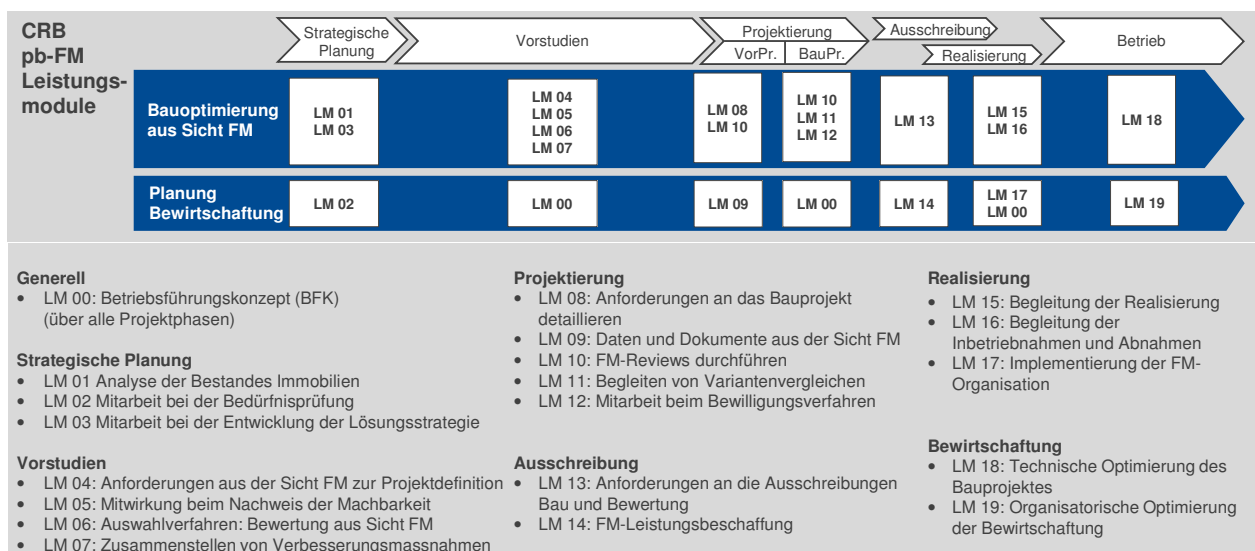 CRB
pb-FM
Leistungs-
module
Strategische
Planung
Vorstudien
Projektierung
VorPr.
BauPr.
Ausschreibung
Realisierung
Betrieb
Bauoptimierung
aus Sicht FM
LM 01
LM 03
LM 04
LM 05
LM 06
LM 07
LM 08
LM 10
LM 10
LM 11
LM 12
LM 13
LM 15
LM 16
LM 18
Planung
Bewirtschaftung
LM 02
LM 00
LM 09
LM 00
LM 14
LM 17
LM 00
LM 19
Generell
• LM 00: Betriebsführungskonzept (BFK)
(über alle Projektphasen)
Strategische Planung
• LM 01 Analyse der Bestandes Immobilien
• LM 02 Mitarbeit bei der Bedürfnisprüfung
• LM 03 Mitarbeit bei der Entwicklung der Lösungsstrategie
Vorstudien
• LM 04: Anforderungen aus der Sicht FM zur Projektdefinition
• LM 05: Mitwirkung beim Nachweis der Machbarkeit
• LM 06: Auswahlverfahren: Bewertung aus Sicht FM
• LM 07: Zusammenstellen von Verbesserungsmassnahmen
Projektierung
• LM 08: Anforderungen an das Bauprojekt
detaillieren
• LM 09: Daten und Dokumente aus der Sicht FM
• LM 10: FM-Reviews durchführen
• LM 11: Begleiten von Variantenvergleichen
• LM 12: Mitarbeit beim Bewilligungsverfahren
Ausschreibung
• LM 13: Anforderungen an die Ausschreibungen
Bau und Bewertung
• LM 14: FM-Leistungsbeschaffung
Realisierung
• LM 15: Begleitung der Realisierung
• LM 16: Begleitung der
Inbetriebnahmen und Abnahmen
• LM 17: Implementierung der FM-
Organisation
Bewirtschaftung
• LM 18: Technische Optimierung des
Bauprojektes
• LM 19: Organisatorische Optimierung
der Bewirtschaftung